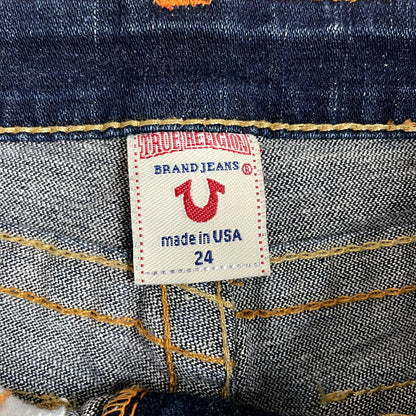 TRUE RELIGION
BRAND JEANS ®
made in USA
24